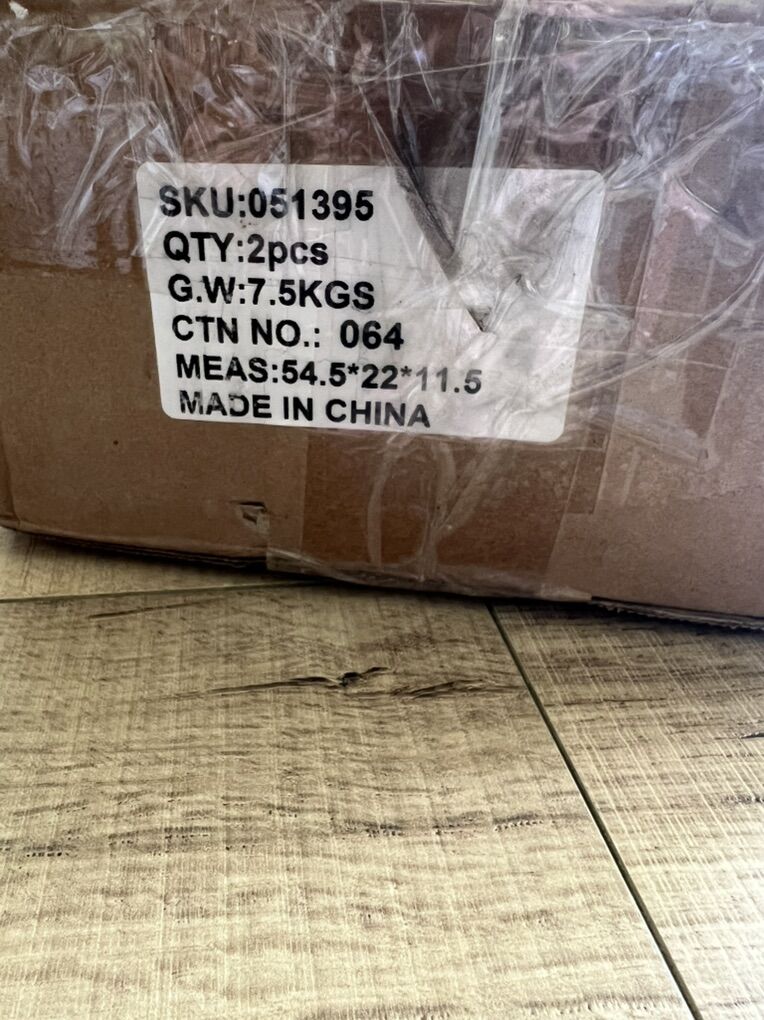 SKU:051395
QTY:2pcs
G.W:7.5KGS
CTN NO.: 064
MEAS:54.5*22*11.5
MADE IN CHINA